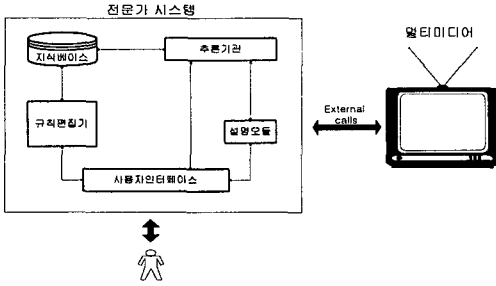 전문가 시스템
지식베이스
추론기관
멀티미디어
규칙편집기
설명모듈
External
calls
사용자인터페이스